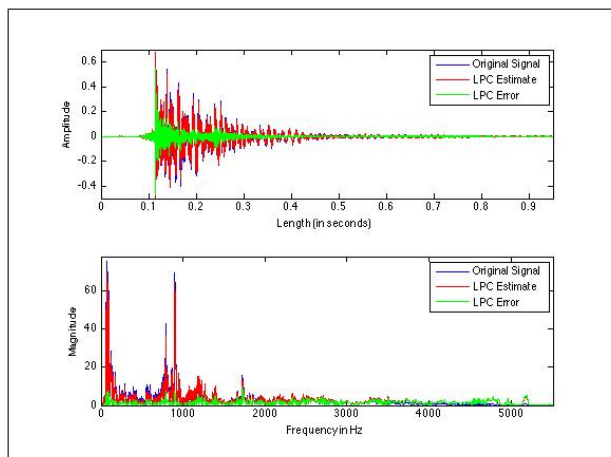 0.6
0.4
0.2
0
-0.2
-0.4
Amplitude
Original Signal
LPC Estimate
LPC Error
0 0.1 0.2 0.3 0.4 0.5 0.6 0.7 0.8 0.9
Length (in seconds)
60
40
20
0
Magnitude
Original Signal
LPC Estimate
LPC Error
0 1000 2000 3000 4000 5000
Frequency in Hz